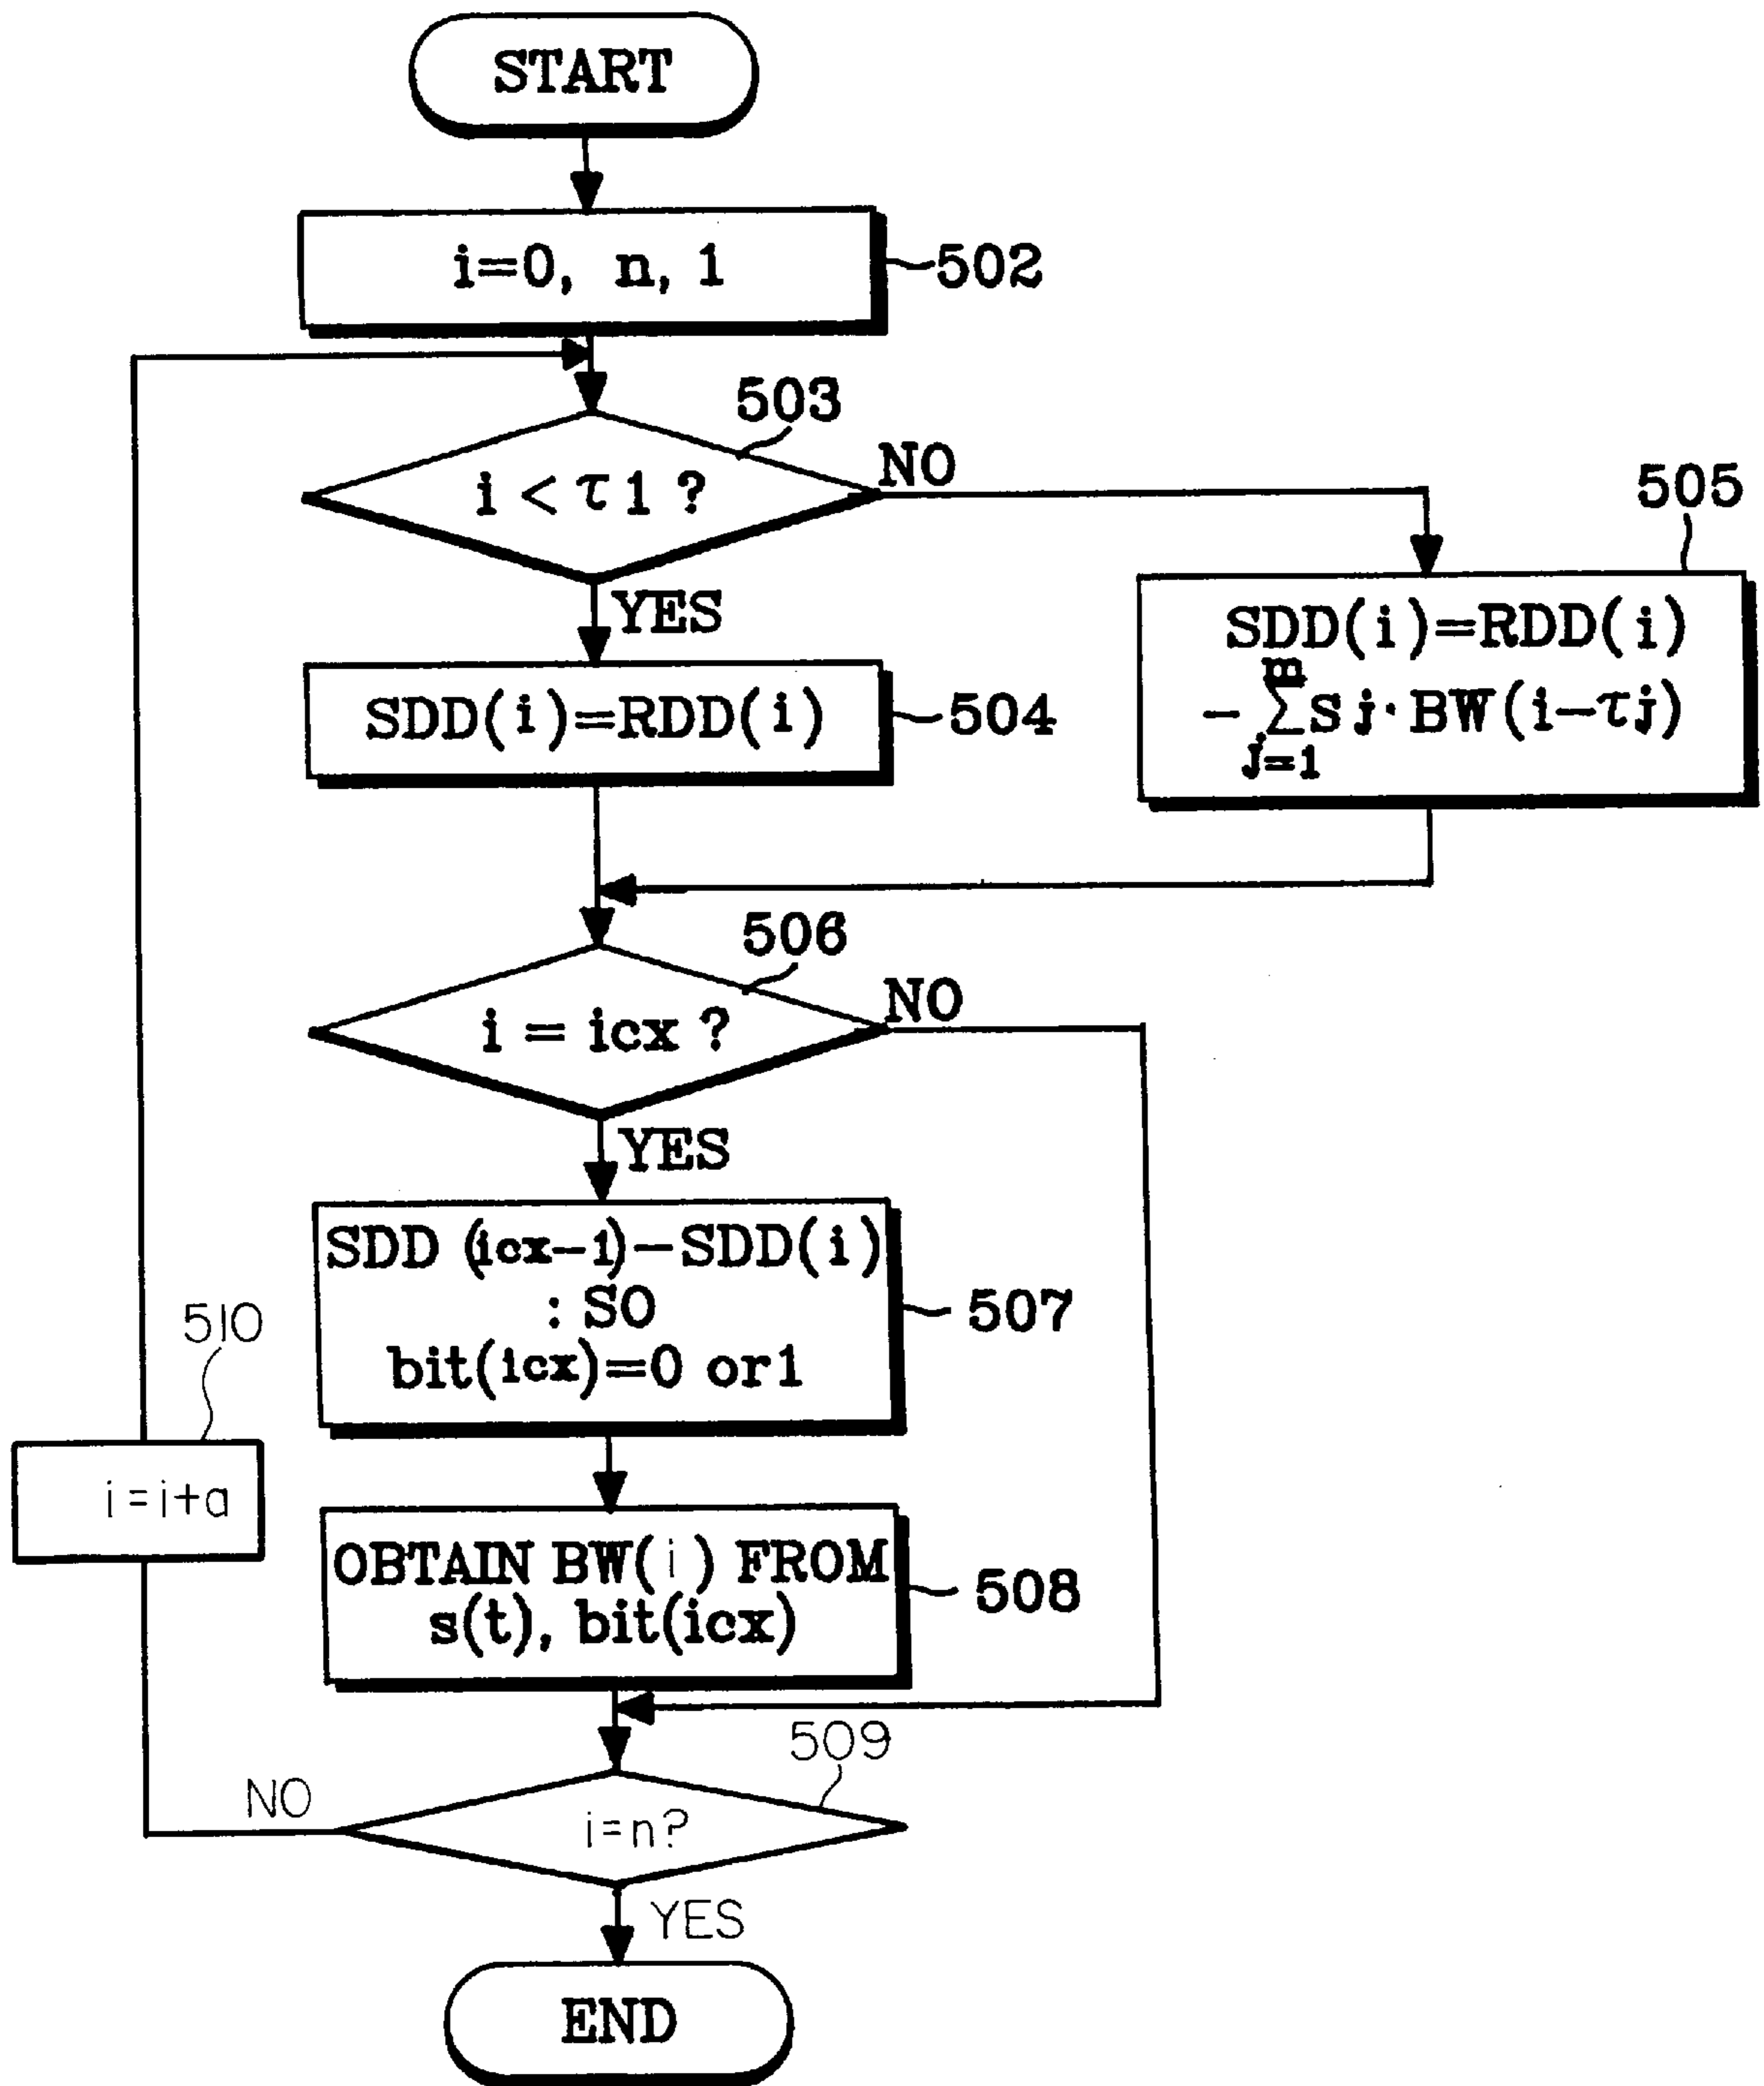 START
i=0, n, 1
502
503
i < τ1 ?
NO
505
YES
SDD(i)=RDD(i)
m
- ∑ Sj·BW(i-τj)
j=1
SDD(i)=RDD(i)
504
506
i = icx ?
NO
YES
SDD (icx-1)-SDD(i)
: SO
bit(icx)=0 or1
507
510
i=i+a
OBTAIN BW(i) FROM
s(t), bit(icx)
508
509
NO
i=n?
YES
END